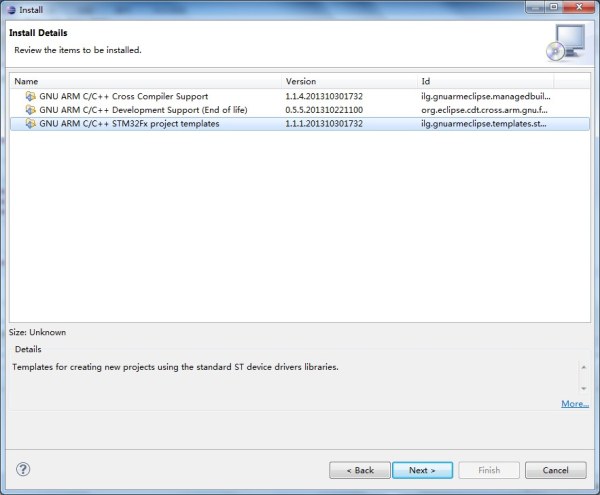 Install
Install Details
Review the items to be installed.
Name Version Id
GNU ARM C/C++ Cross Compiler Support 1.1.4.201310301732 ilg.gnuarmeclipse.managedbuil...
GNU ARM C/C++ Development Support (End of life) 0.5.5.201310221100 org.eclipse.cdt.cross.arm.gnu.f...
GNU ARM C/C++ STM32Fx project templates 1.1.1.201310301732 ilg.gnuarmeclipse.templates.st...
Size: Unknown
Details
Templates for creating new projects using the standard ST device drivers libraries.
More...
? < Back Next > Finish Cancel